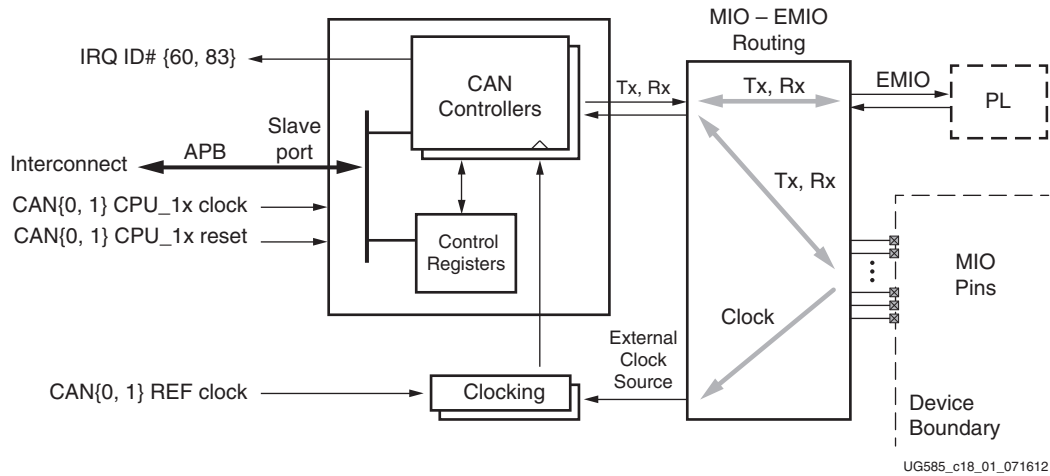 MIO – EMIO
Routing
IRQ ID# {60, 83}
CAN
Controllers
Tx, Rx
Tx, Rx
EMIO
PL
Slave
port
APB
Interconnect
Tx, Rx
CAN{0, 1} CPU_1x clock
CAN{0, 1} CPU_1x reset
Control
Registers
MIO
Pins
Clock
External
Clock
Source
CAN{0, 1} REF clock
Clocking
Device
Boundary
UG585_c18_01_071612